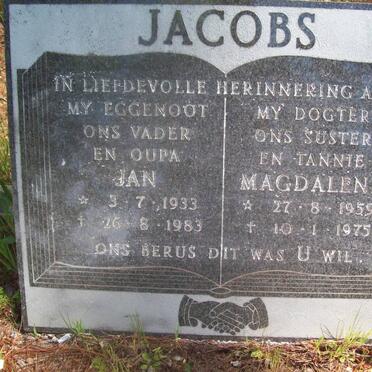 JACOBS
IN LIEFDEVOLLE HERINNERING A
MY EGGENOOT
ONS VADER
EN OUPA
JAN
☆ 3-7-1933
† 26-8-1983
MY DOGTER
ONS SUSTER
EN TANNIE
MAGDALEN
☆ 27-8-1959
† 10-1-1975
ONS BERUS DIT WAS U WIL